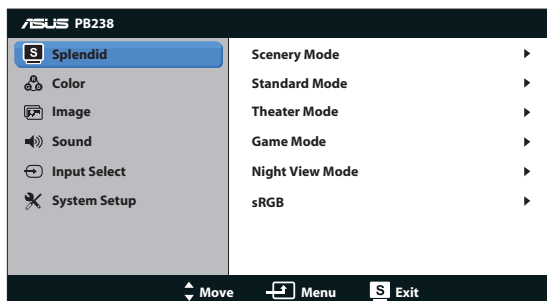 ASUS PB238
S Splendid
Color
Image
Sound
Input Select
System Setup
Scenery Mode
Standard Mode
Theater Mode
Game Mode
Night View Mode
sRGB
Move Menu S Exit